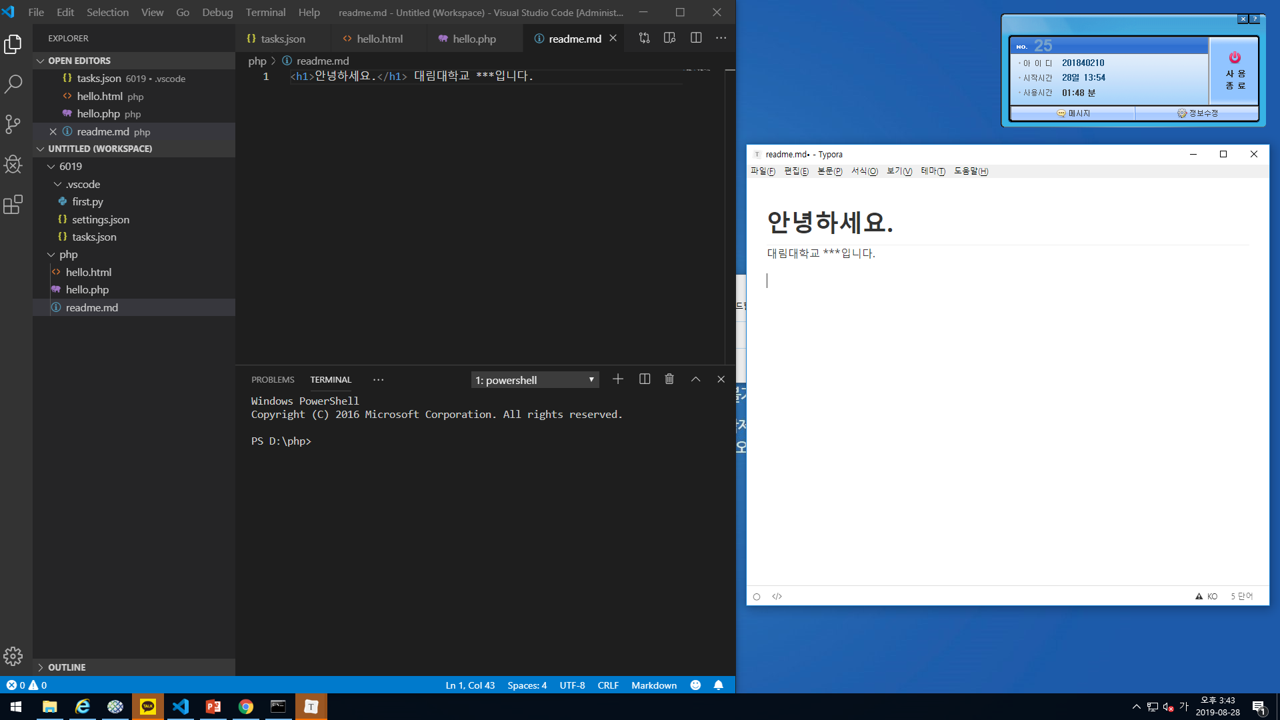 File Edit Selection View Go Debug Terminal Help readme.md - Untitled (Workspace) - Visual Studio Code [Administ...
EXPLORER
OPEN EDITORS
tasks.json 6019 • .vscode
hello.html php
hello.php php
readme.md php
UNTITLED (WORKSPACE)
6019
.vscode
first.py
settings.json
tasks.json
php
hello.html
hello.php
readme.md
OUTLINE
tasks.json hello.html hello.php readme.md
php > readme.md
1 <h1>안녕하세요.</h1> 대림대학교 ***입니다.
PROBLEMS TERMINAL ... 1: powershell
Windows PowerShell
Copyright (C) 2016 Microsoft Corporation. All rights reserved.
PS D:\php>
0 0 Ln 1, Col 43 Spaces: 4 UTF-8 CRLF Markdown
NO. 25
아 이 디 201840210
시작시간 28일 13:54
사용시간 01:48 분
사 용
종 료
메시지 정보수정
readme.md• - Typora
파일(F) 편집(E) 본문(P) 서식(O) 보기(V) 테마(T) 도움말(H)
안녕하세요.
대림대학교 ***입니다.
KO 5 단어
가
오후 3:43
2019-08-28
1